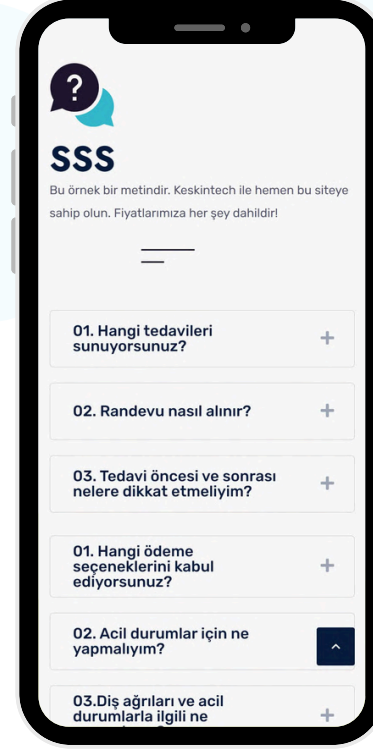 ?
SSS
Bu örnek bir metindir. Keskintech ile hemen bu siteye
sahip olun. Fiyatlarımıza her şey dahildir!
01. Hangi tedavileri
sunuyorsunuz?
02. Randevu nasıl alınır?
03. Tedavi öncesi ve sonrası
nelere dikkat etmeliyim?
01. Hangi ödeme
seçeneklerini kabul
ediyorsunuz?
02. Acil durumlar için ne
yapmalıyım?
03.Diş ağrıları ve acil
durumlarla ilgili ne